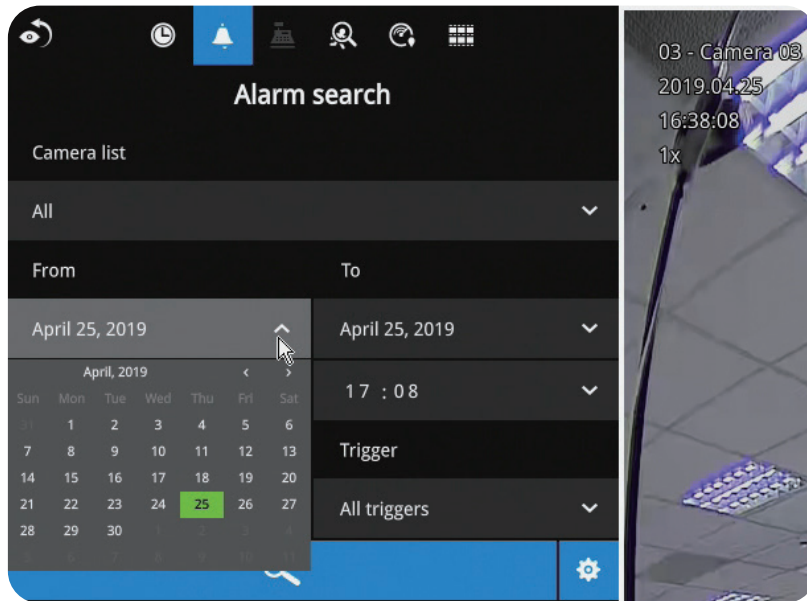 Alarm search
Camera list
All
From To
April 25, 2019 April 25, 2019
April, 2019 ‹ ›
Sun Mon Tue Wed Thu Fri Sat
31 1 2 3 4 5 6
7 8 9 10 11 12 13
14 15 16 17 18 19 20
21 22 23 24 25 26 27
28 29 30 1 2 3 4
5 6 7 8 9 10 11
17 : 08
Trigger
All triggers
03 - Camera 03
2019.04.25
16:38:08
1x